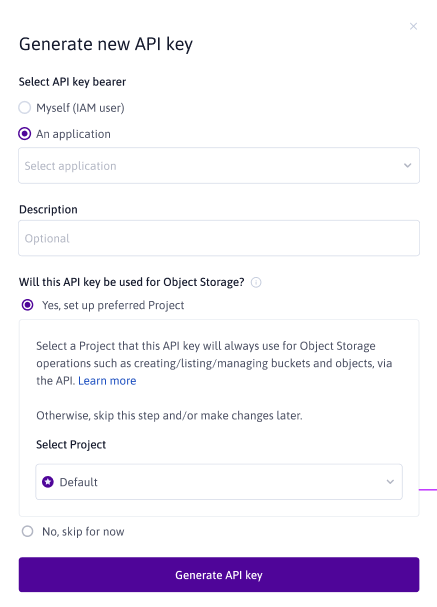 Generate new API key
Select API key bearer
Myself (IAM user)
An application
Select application
Description
Optional
Will this API key be used for Object Storage?
Yes, set up preferred Project
Select a Project that this API key will always use for Object Storage
operations such as creating/listing/managing buckets and objects, via
the API. Learn more
Otherwise, skip this step and/or make changes later.
Select Project
Default
No, skip for now
Generate API key